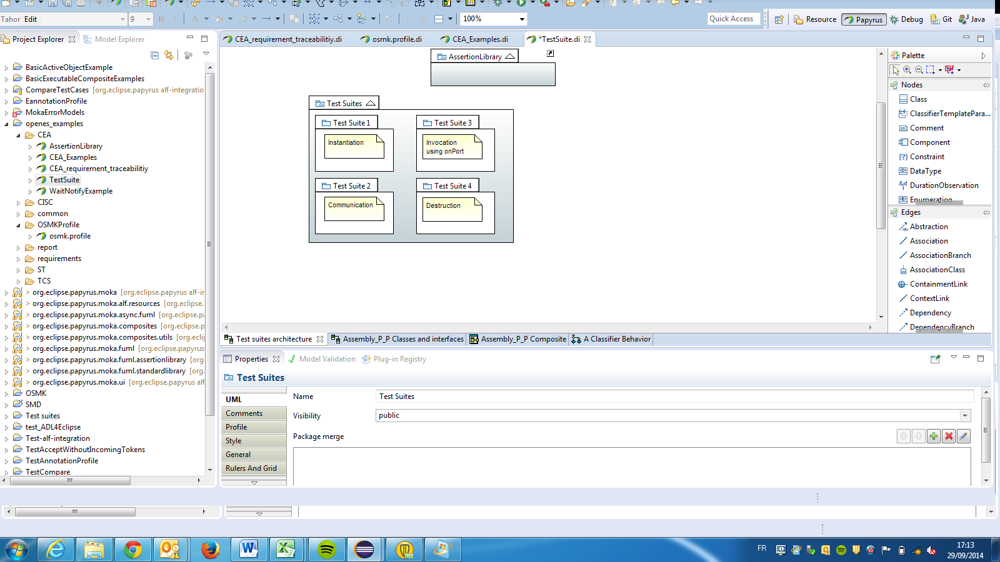 Tahor Edit
9
100%
Quick Access
Resource
Papyrus
Debug
Git
Java
Project Explorer
Model Explorer
BasicActiveObjectExample
BasicExecutableCompositeExamples
CompareTestCases [org.eclipse.papyrus alf-integratio
EannotationProfile
MokaErrorModels
openes_examples
CEA
AssertionLibrary
CEA_Examples
CEA_requirement_traceabilitiy
TestSuite
WaitNotifyExample
CISC
common
OSMKProfile
osmk.profile
report
requirements
ST
TCS
> org.eclipse.papyrus.moka [org.eclipse.papyrus alf-ir
> org.eclipse.papyrus.moka.alf.resources [org.eclipse.
> org.eclipse.papyrus.moka.async.fuml [org.eclipse.p
> org.eclipse.papyrus.moka.composites [org.eclipse.p
> org.eclipse.papyrus.moka.composites.utils [org.ecli
> org.eclipse.papyrus.moka.fuml [org.eclipse.papyrus
> org.eclipse.papyrus.moka.fuml.assertionlibrary [org
> org.eclipse.papyrus.moka.fuml.standardlibrary [org.
> org.eclipse.papyrus.moka.ui [org.eclipse.papyrus alf
OSMK
SMD
Test suites
test_ADL4Eclipse
Test-alf-integration
TestAcceptWithoutIncomingTokens
TestAnnotationProfile
TestCompare
CEA_requirement_traceabilitiy.di
osmk.profile.di
CEA_Examples.di
*TestSuite.di
AssertionLibrary
Test Suites
Test Suite 1
Instantiation
Test Suite 3
Invocation
using onPort
Test Suite 2
Communication
Test Suite 4
Destruction
Palette
Nodes
Class
ClassifierTemplatePara...
Comment
Component
Constraint
DataType
DurationObservation
Enumeration
Edges
Abstraction
Association
AssociationBranch
AssociationClass
ContainmentLink
ContextLink
Dependency
DependencyBranch
Test suites architecture
Assembly_P_P Classes and interfaces
Assembly_P_P Composite
A Classifier Behavior
Properties
Model Validation
Plug-in Registry
Test Suites
UML
Comments
Profile
Style
General
Rulers And Grid
Name
Test Suites
Visibility
public
Package merge
FR
17:13
29/09/2014